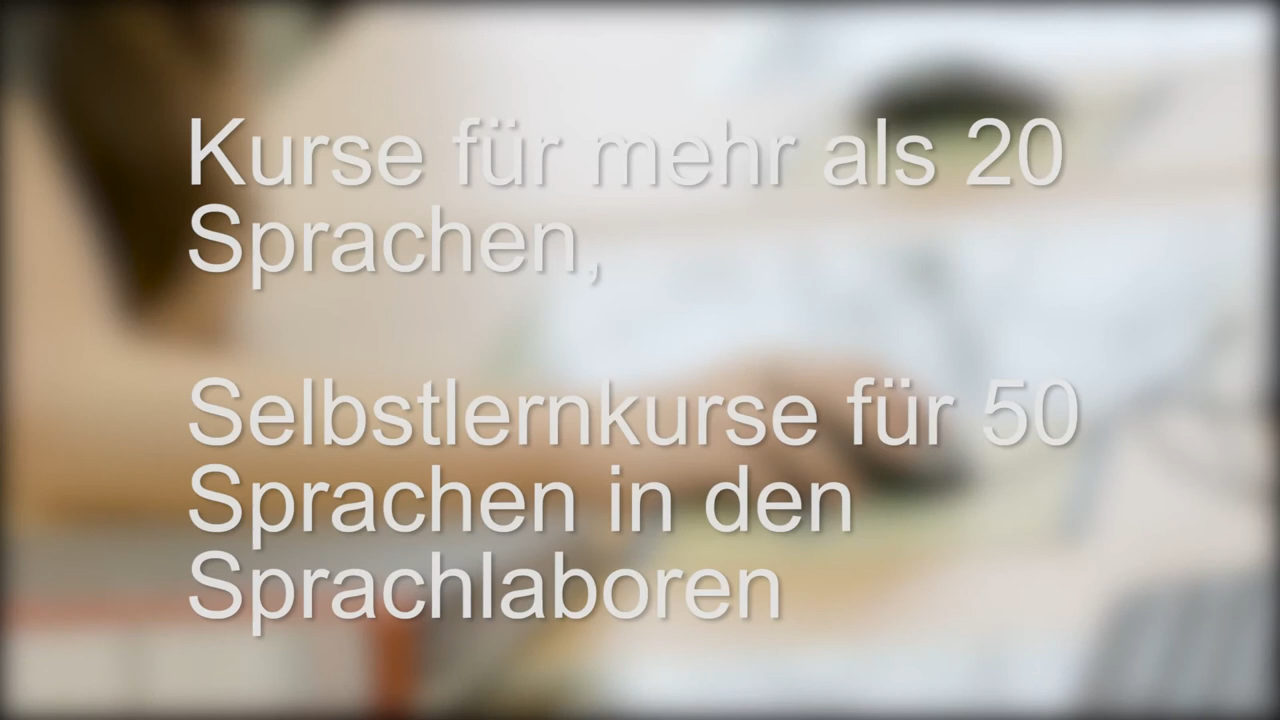 Kurse für mehr als 20
Sprachen,
Selbstlernkurse für 50
Sprachen in den
Sprachlaboren